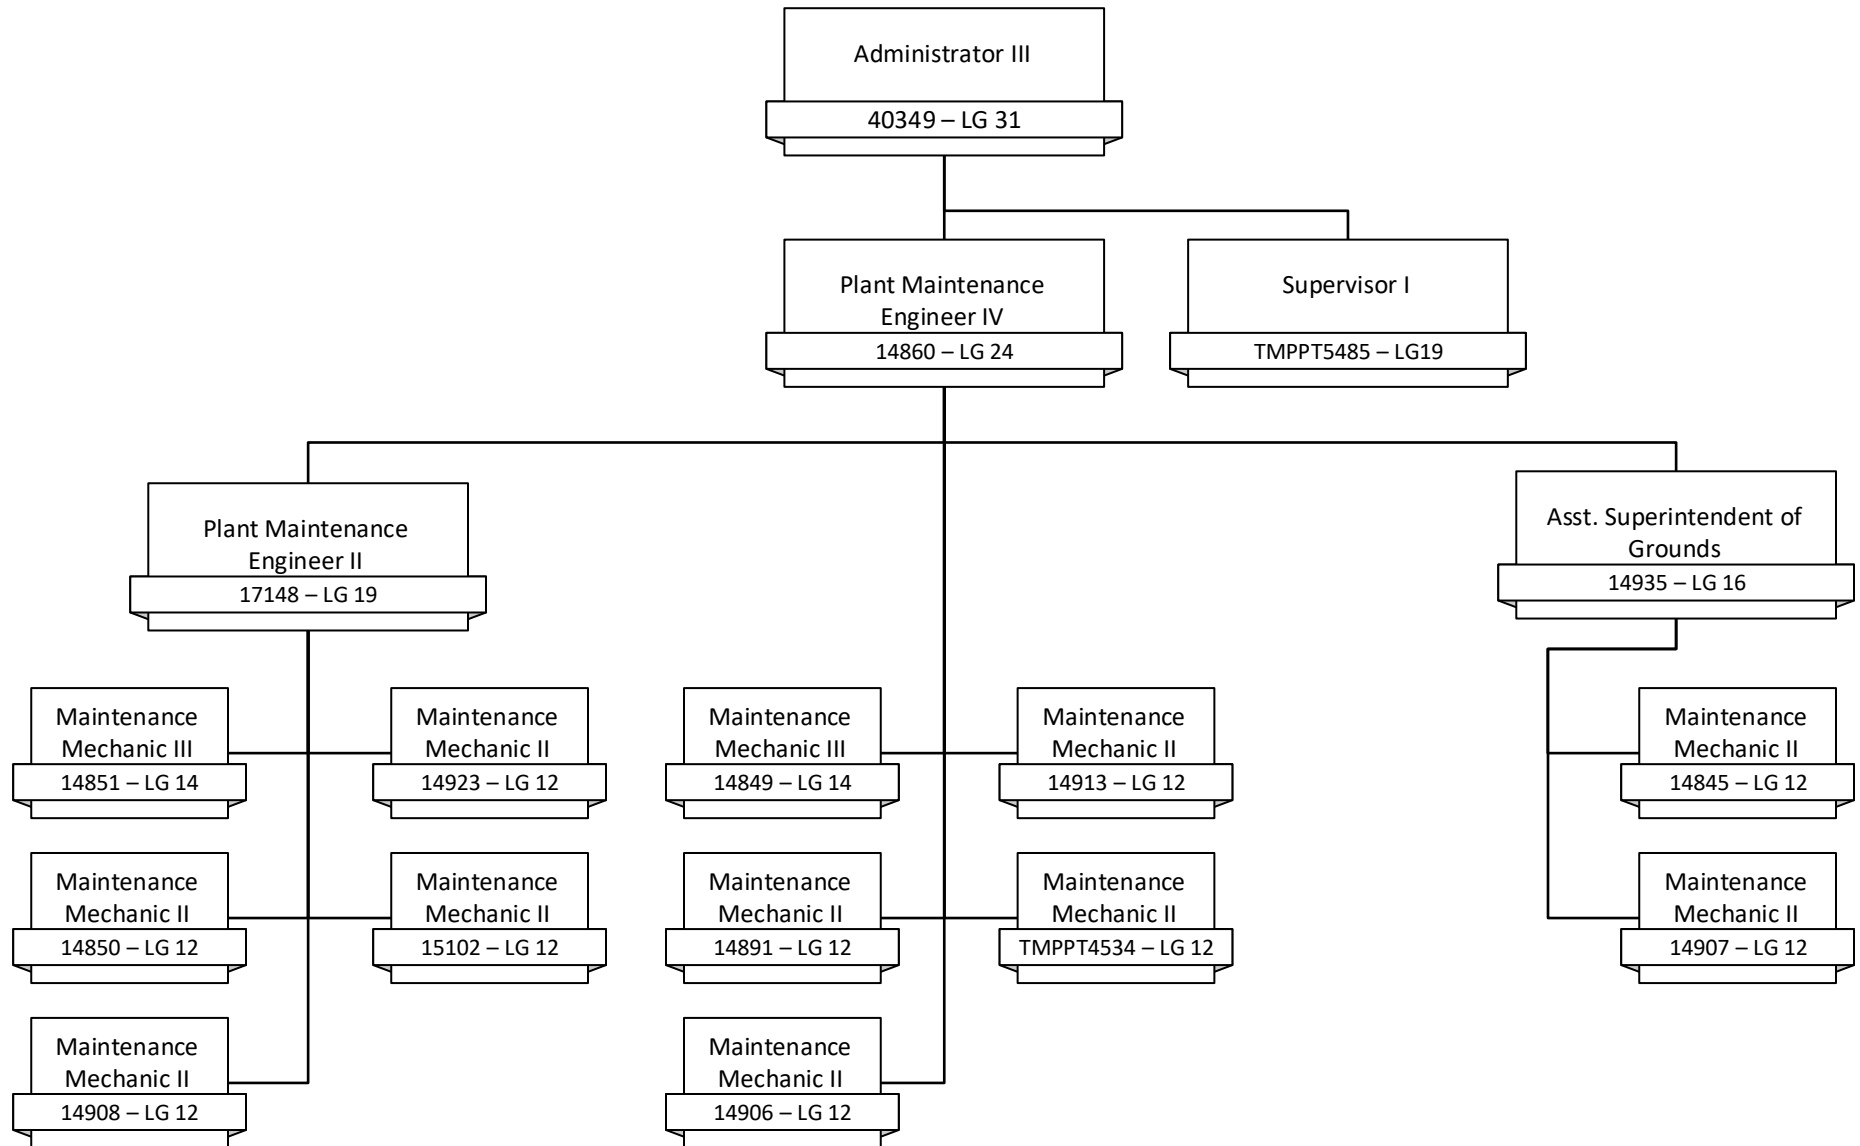 Administrator III
40349 – LG 31
Plant Maintenance
Engineer IV
14860 – LG 24
Supervisor I
TMPPT5485 – LG19
Plant Maintenance
Engineer II
17148 – LG 19
Asst. Superintendent of
Grounds
14935 – LG 16
Maintenance
Mechanic III
14851 – LG 14
Maintenance
Mechanic II
14923 – LG 12
Maintenance
Mechanic III
14849 – LG 14
Maintenance
Mechanic II
14913 – LG 12
Maintenance
Mechanic II
14845 – LG 12
Maintenance
Mechanic II
14850 – LG 12
Maintenance
Mechanic II
15102 – LG 12
Maintenance
Mechanic II
14891 – LG 12
Maintenance
Mechanic II
TMPPT4534 – LG 12
Maintenance
Mechanic II
14907 – LG 12
Maintenance
Mechanic II
14908 – LG 12
Maintenance
Mechanic II
14906 – LG 12